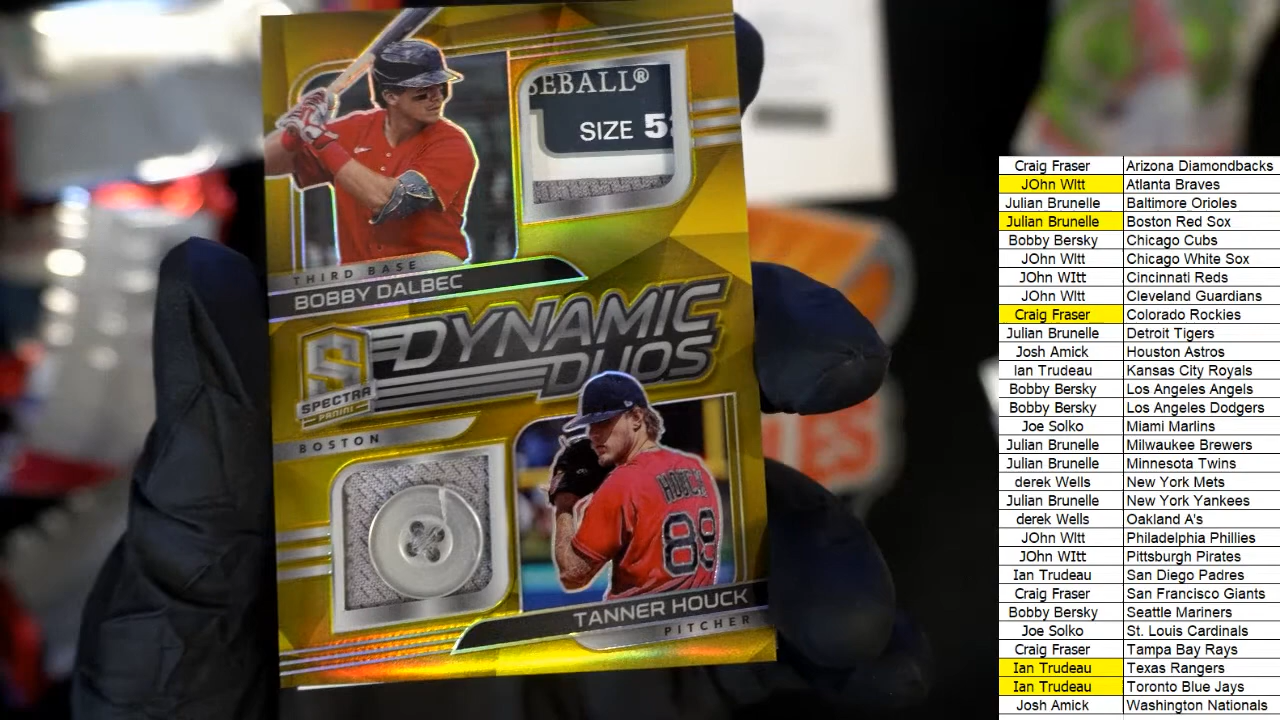 SEBALL®
SIZE 5
THIRD BASE
BOBBY DALBEC
DYNAMIC
DUOS
S
SPECTRA
PANINI
BOSTON
HOUCK
89
TANNER HOUCK
PITCHER
Craig Fraser Arizona Diamondbacks
JOhn WItt Atlanta Braves
Julian Brunelle Baltimore Orioles
Julian Brunelle Boston Red Sox
Bobby Bersky Chicago Cubs
JOhn WItt Chicago White Sox
JOhn WItt Cincinnati Reds
JOhn WItt Cleveland Guardians
Craig Fraser Colorado Rockies
Julian Brunelle Detroit Tigers
Josh Amick Houston Astros
Ian Trudeau Kansas City Royals
Bobby Bersky Los Angeles Angels
Bobby Bersky Los Angeles Dodgers
Joe Solko Miami Marlins
Julian Brunelle Milwaukee Brewers
Julian Brunelle Minnesota Twins
derek Wells New York Mets
Julian Brunelle New York Yankees
derek Wells Oakland A's
JOhn WItt Philadelphia Phillies
JOhn WItt Pittsburgh Pirates
Ian Trudeau San Diego Padres
Craig Fraser San Francisco Giants
Bobby Bersky Seattle Mariners
Joe Solko St. Louis Cardinals
Craig Fraser Tampa Bay Rays
Ian Trudeau Texas Rangers
Ian Trudeau Toronto Blue Jays
Josh Amick Washington Nationals